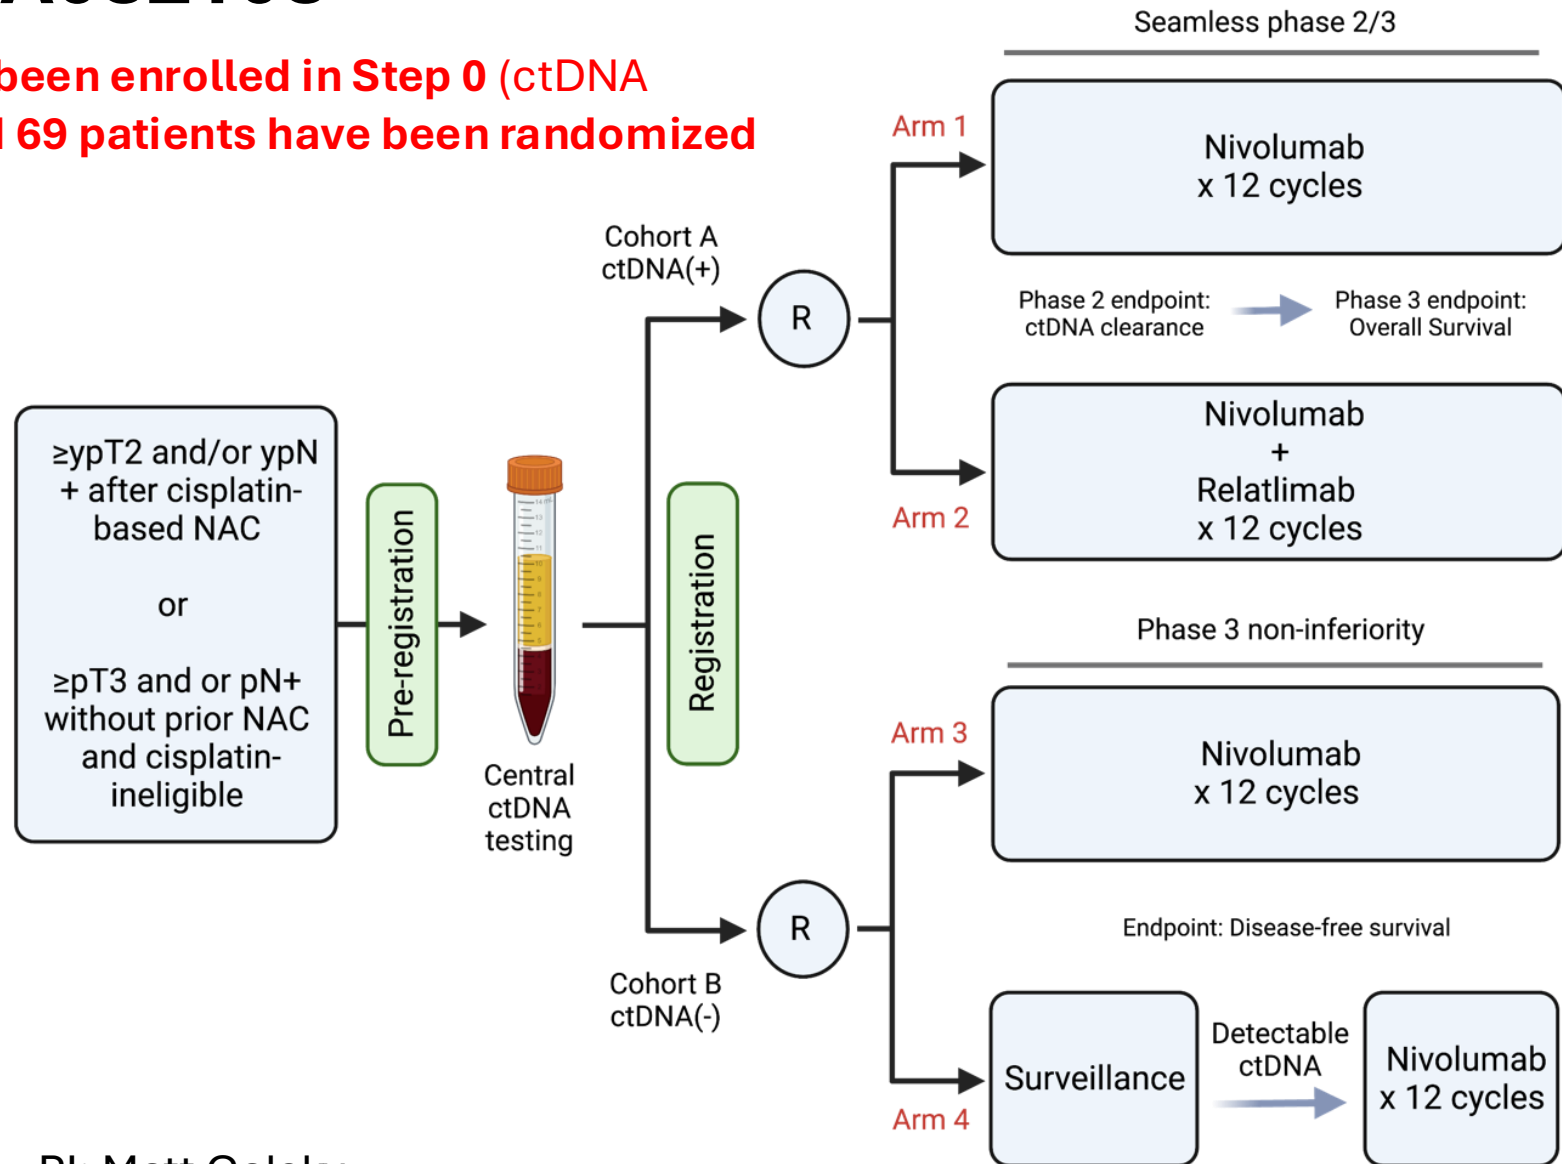 been enrolled in Step 0 (ctDNA
69 patients have been randomized
Seamless phase 2/3
Arm 1
Nivolumab
x 12 cycles
Cohort A
ctDNA(+)
R
Phase 2 endpoint:
ctDNA clearance
Phase 3 endpoint:
Overall Survival
Nivolumab
+
Relatlimab
x 12 cycles
Arm 2
≥ypT2 and/or ypN
+ after cisplatin-
based NAC
or
≥pT3 and or pN+
without prior NAC
and cisplatin-
ineligible
Pre-registration
Central
ctDNA
testing
Registration
Phase 3 non-inferiority
Arm 3
Nivolumab
x 12 cycles
Cohort B
ctDNA(-)
R
Endpoint: Disease-free survival
Arm 4
Surveillance
Detectable
ctDNA
Nivolumab
x 12 cycles